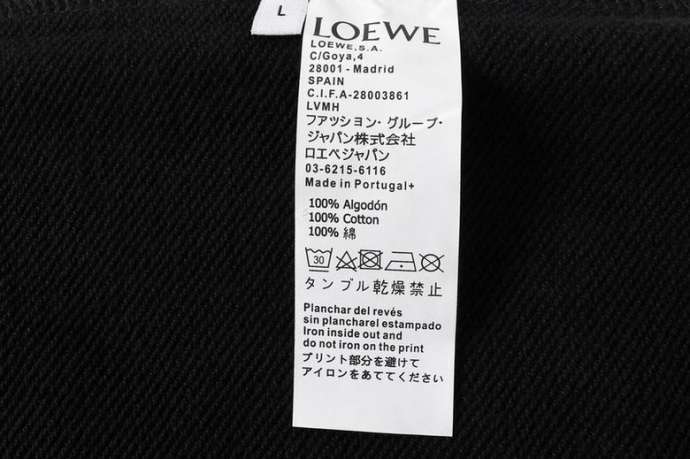 L
LOEWE
LOEWE,S.A.
C/Goya,4
28001 - Madrid
SPAIN
C.I.F.A-28003861
LVMH
ファッション・グループ・
ジャパン株式会社
ロエベジャパン
03-6215-6116
Made in Portugal+
100% Algodón
100% Cotton
100% 綿
30
タンブル乾燥禁止
Planchar del revés
sin plancharel estampado
Iron inside out and
do not iron on the print
プリント部分を避けて
アイロンをあててください